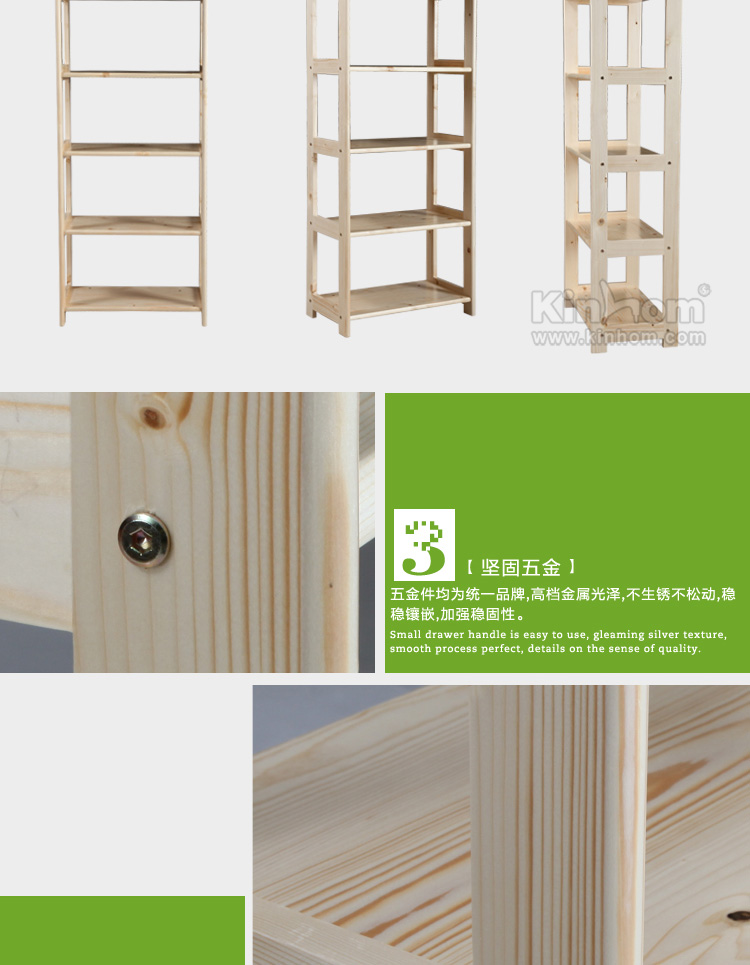 Kinhom®
www.kinhom.com
3
【 坚固五金 】
五金件均为统一品牌,高档金属光泽,不生锈不松动,稳
稳镶嵌,加强稳固性。
Small drawer handle is easy to use, gleaming silver texture,
smooth process perfect, details on the sense of quality.